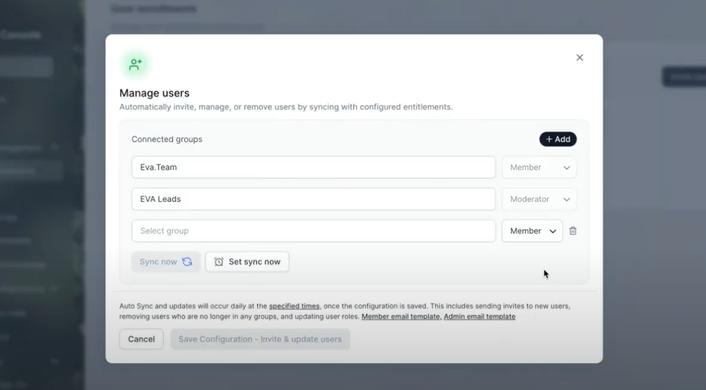 Console
User enrollments
Manage users
Automatically invite, manage, or remove users by syncing with configured entitlements.
Connected groups
+ Add
Eva.Team
Member
EVA Leads
Moderator
Select group
Member
Sync now
Set sync now
Auto Sync and updates will occur daily at the specified times, once the configuration is saved. This includes sending invites to new users,
removing users who are no longer in any groups, and updating user roles. Member email template, Admin email template
Cancel
Save Configuration - Invite & update users